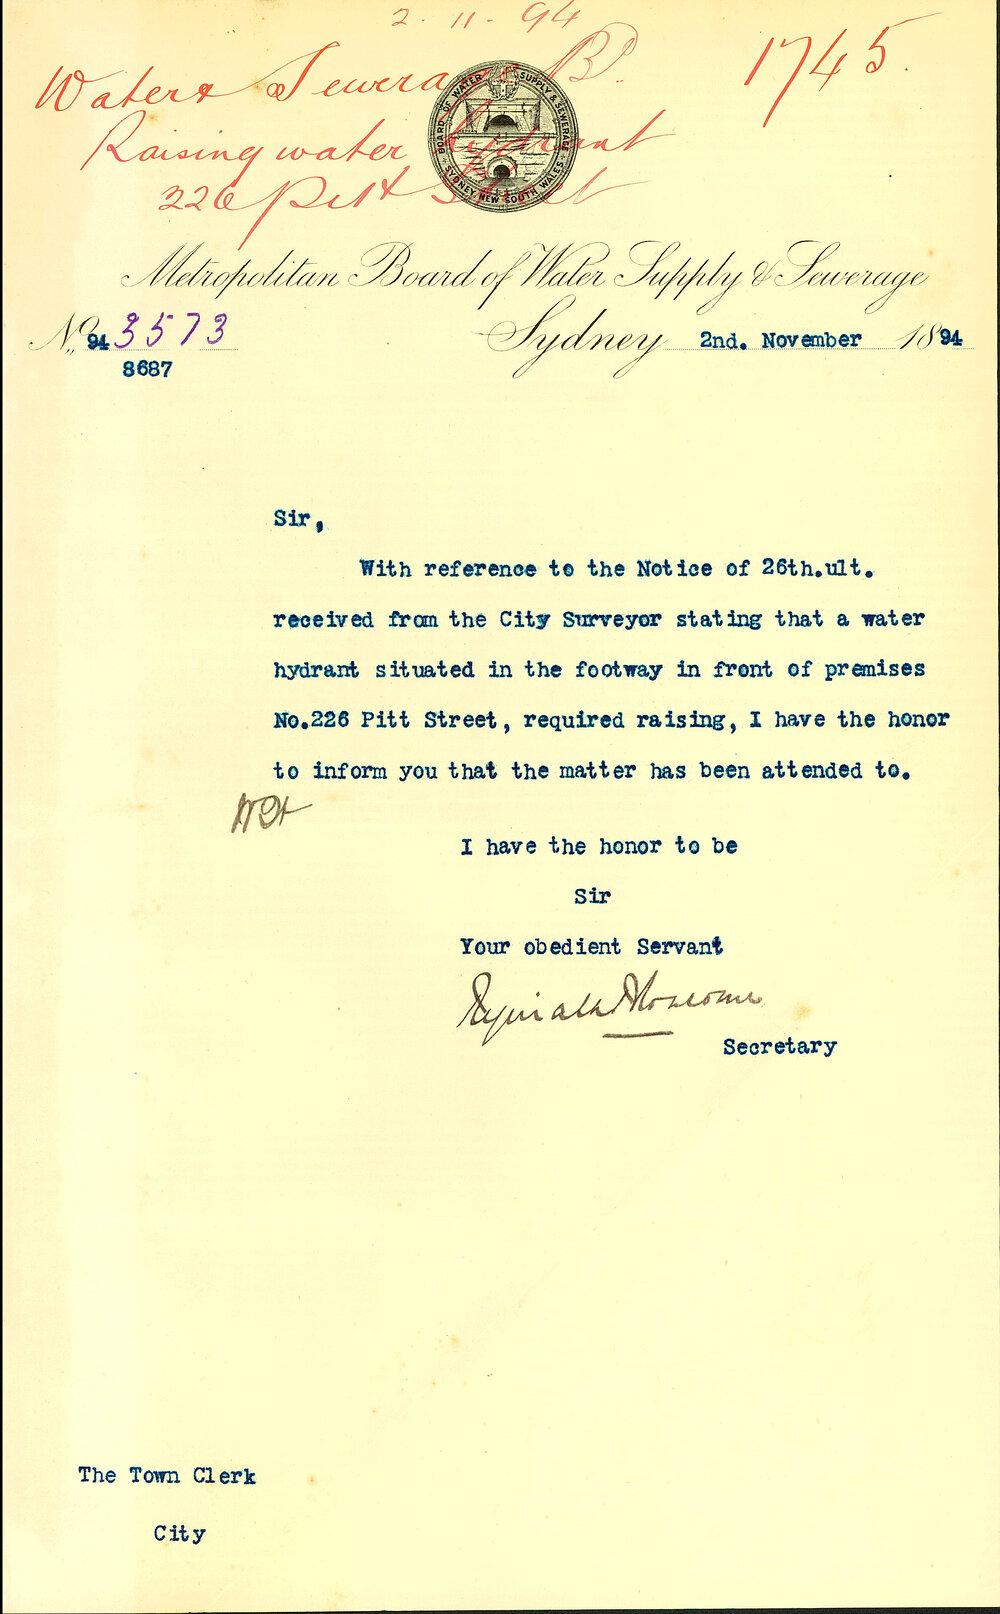 2. 11. 94
Water & Sewerage Bd. 1745.
Raising water hydrant
226 Pitt Street
BOARD OF WATER SUPPLY & SEWERAGE
SYDNEY NEW SOUTH WALES
Metropolitan Board of Water Supply & Sewerage
No. 94 3573
8687
Sydney 2nd. November 1894
Sir,
With reference to the Notice of 26th.ult.
received from the City Surveyor stating that a water
hydrant situated in the footway in front of premises
No.226 Pitt Street, required raising, I have the honor
to inform you that the matter has been attended to.
I have the honor to be
Sir
Your obedient Servant
Secretary
The Town Clerk
City